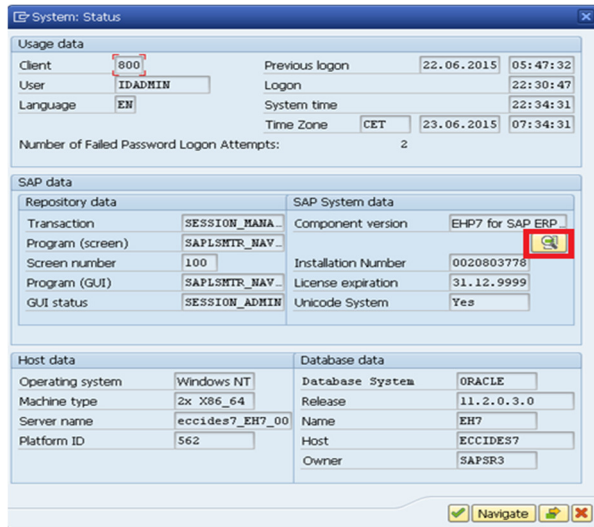 System: Status
Usage data
Client 800 Previous logon 22.06.2015 05:47:32
User IDADMIN Logon 22:30:47
Language EN System time 22:34:31
Time Zone CET 23.06.2015 07:34:31
Number of Failed Password Logon Attempts: 2
SAP data
Repository data
Transaction SESSION_MANA..
Program (screen) SAPLSMTR_NAV..
Screen number 100
Program (GUI) SAPLSMTR_NAV..
GUI status SESSION_ADMIN
SAP System data
Component version EHP7 for SAP ERP ..
Installation Number 0020803778
License expiration 31.12.9999
Unicode System Yes
Host data
Operating system Windows NT
Machine type 2x X86_64
Server name eccides7_EH7_00
Platform ID 562
Database data
Database System ORACLE
Release 11.2.0.3.0
Name EH7
Host ECCIDES7
Owner SAPSR3
Navigate